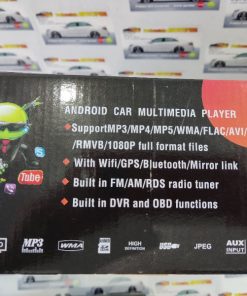 ANDROID CAR MULTIMEDIA PLAYER
◆SupportMP3/MP4/MP5/WMA/FLAC/AVI/
/RMVB/1080P full format files
◆With Wifi/GPS/Bluetooth/Mirror link
◆Built in FM/AM/RDS radio tuner
◆Built in DVR and OBD functions
Tube
MP3
WMA
HIGH
DEFINITION
USB
JPEG
AUX
INPUT